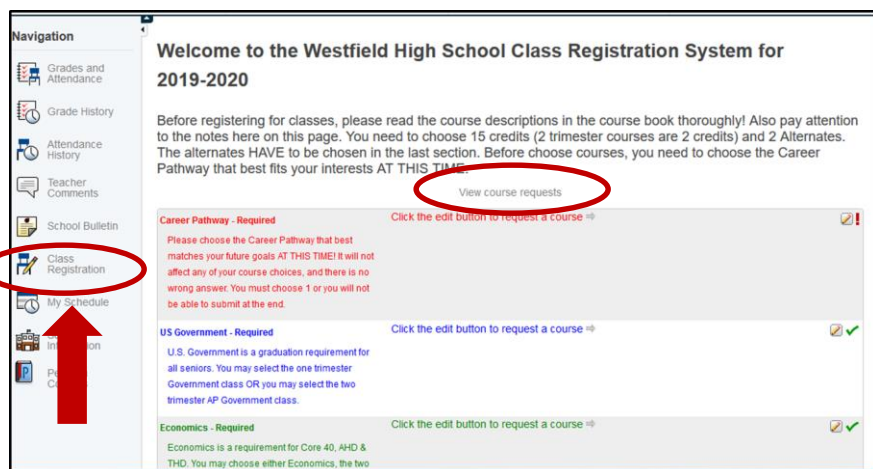 Navigation
Grades and
Attendance
Grade History
Attendance
History
Teacher
Comments
School Bulletin
Class
Registration
My Schedule
Welcome to the Westfield High School Class Registration System for
2019-2020
Before registering for classes, please read the course descriptions in the course book thoroughly! Also pay attention
to the notes here on this page. You need to choose 15 credits (2 trimester courses are 2 credits) and 2 Alternates.
The alternates HAVE to be chosen in the last section. Before choose courses, you need to choose the Career
Pathway that best fits your interests AT THIS TIME.
View course requests
Career Pathway - Required
Click the edit button to request a course
Please choose the Career Pathway that best
matches your future goals AT THIS TIME! It will not
affect any of your course choices, and there is no
wrong answer. You must choose 1 or you will not
be able to submit at the end.
US Government - Required
Click the edit button to request a course
U.S. Government is a graduation requirement for
all seniors. You may select the one trimester
Government class OR you may select the two
trimester AP Government class.
Economics - Required
Click the edit button to request a course
Economics is a requirement for Core 40, AHD &
THD. You may choose either Economics, the two